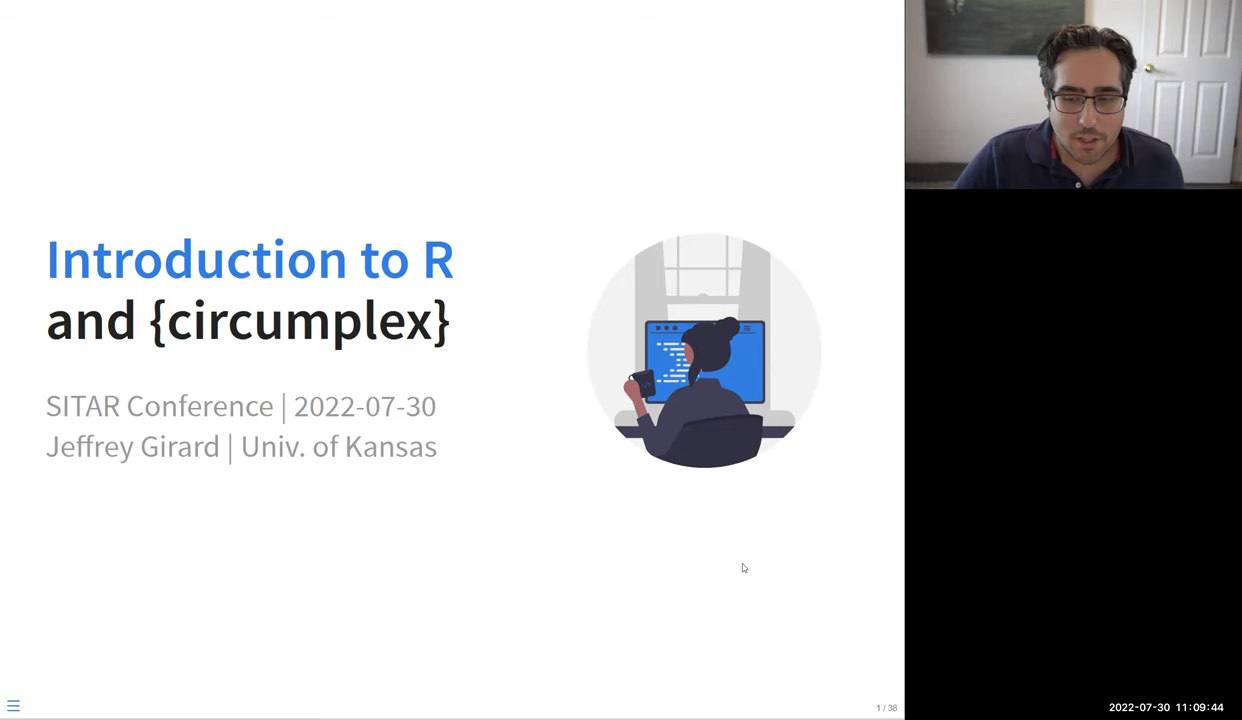 Introduction to R
and {circumplex}
SITAR Conference | 2022-07-30
Jeffrey Girard | Univ. of Kansas
1 / 38
2022-07-30 11:09:44